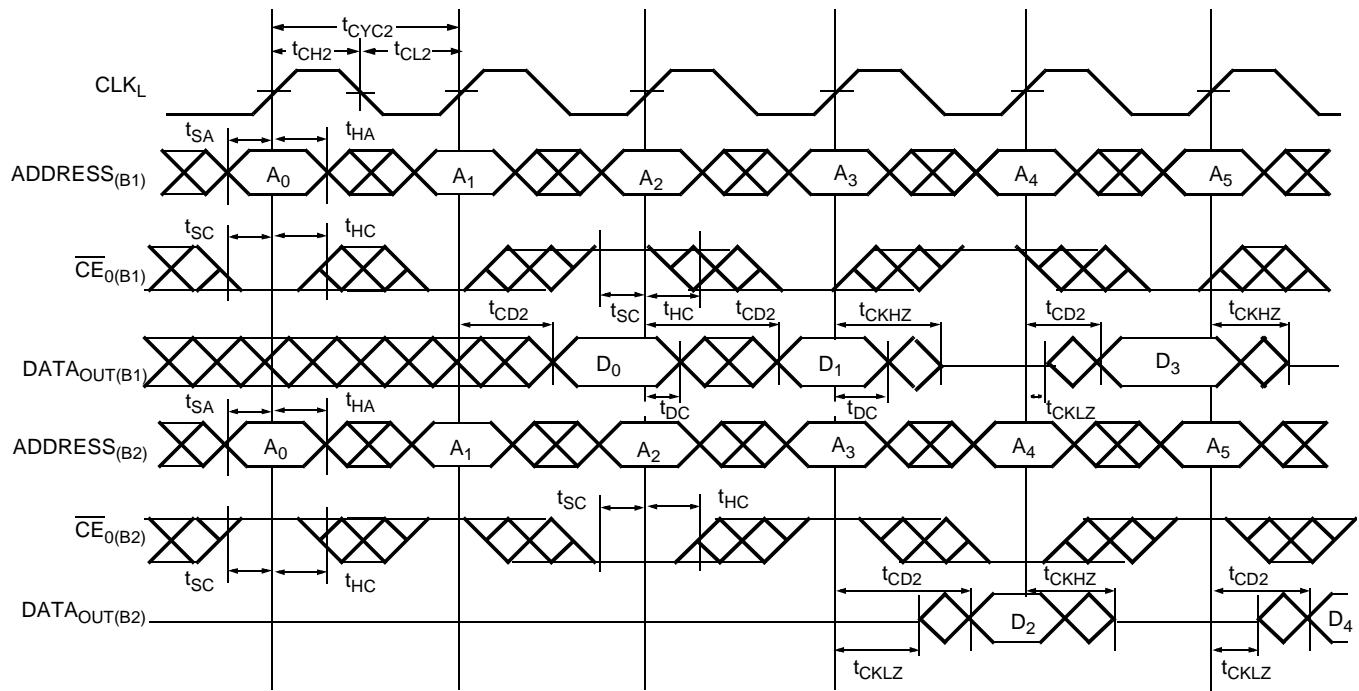 tCYC2
tCH2 tCL2
CLKL
tSA tHA
ADDRESS(B1) A0 A1 A2 A3 A4 A5
tSC tHC
CE0(B1)
tCD2 tSC tHC tCD2 tCKHZ tCD2 tCKHZ
DATAOUT(B1) D0 D1 D3
tSA tHA tDC tDC tCKLZ
ADDRESS(B2) A0 A1 A2 A3 A4 A5
tSC tHC
CE0(B2)
tSC tHC tCD2 tCKHZ tCD2
DATAOUT(B2) D2 D4
tCKLZ tCKLZ